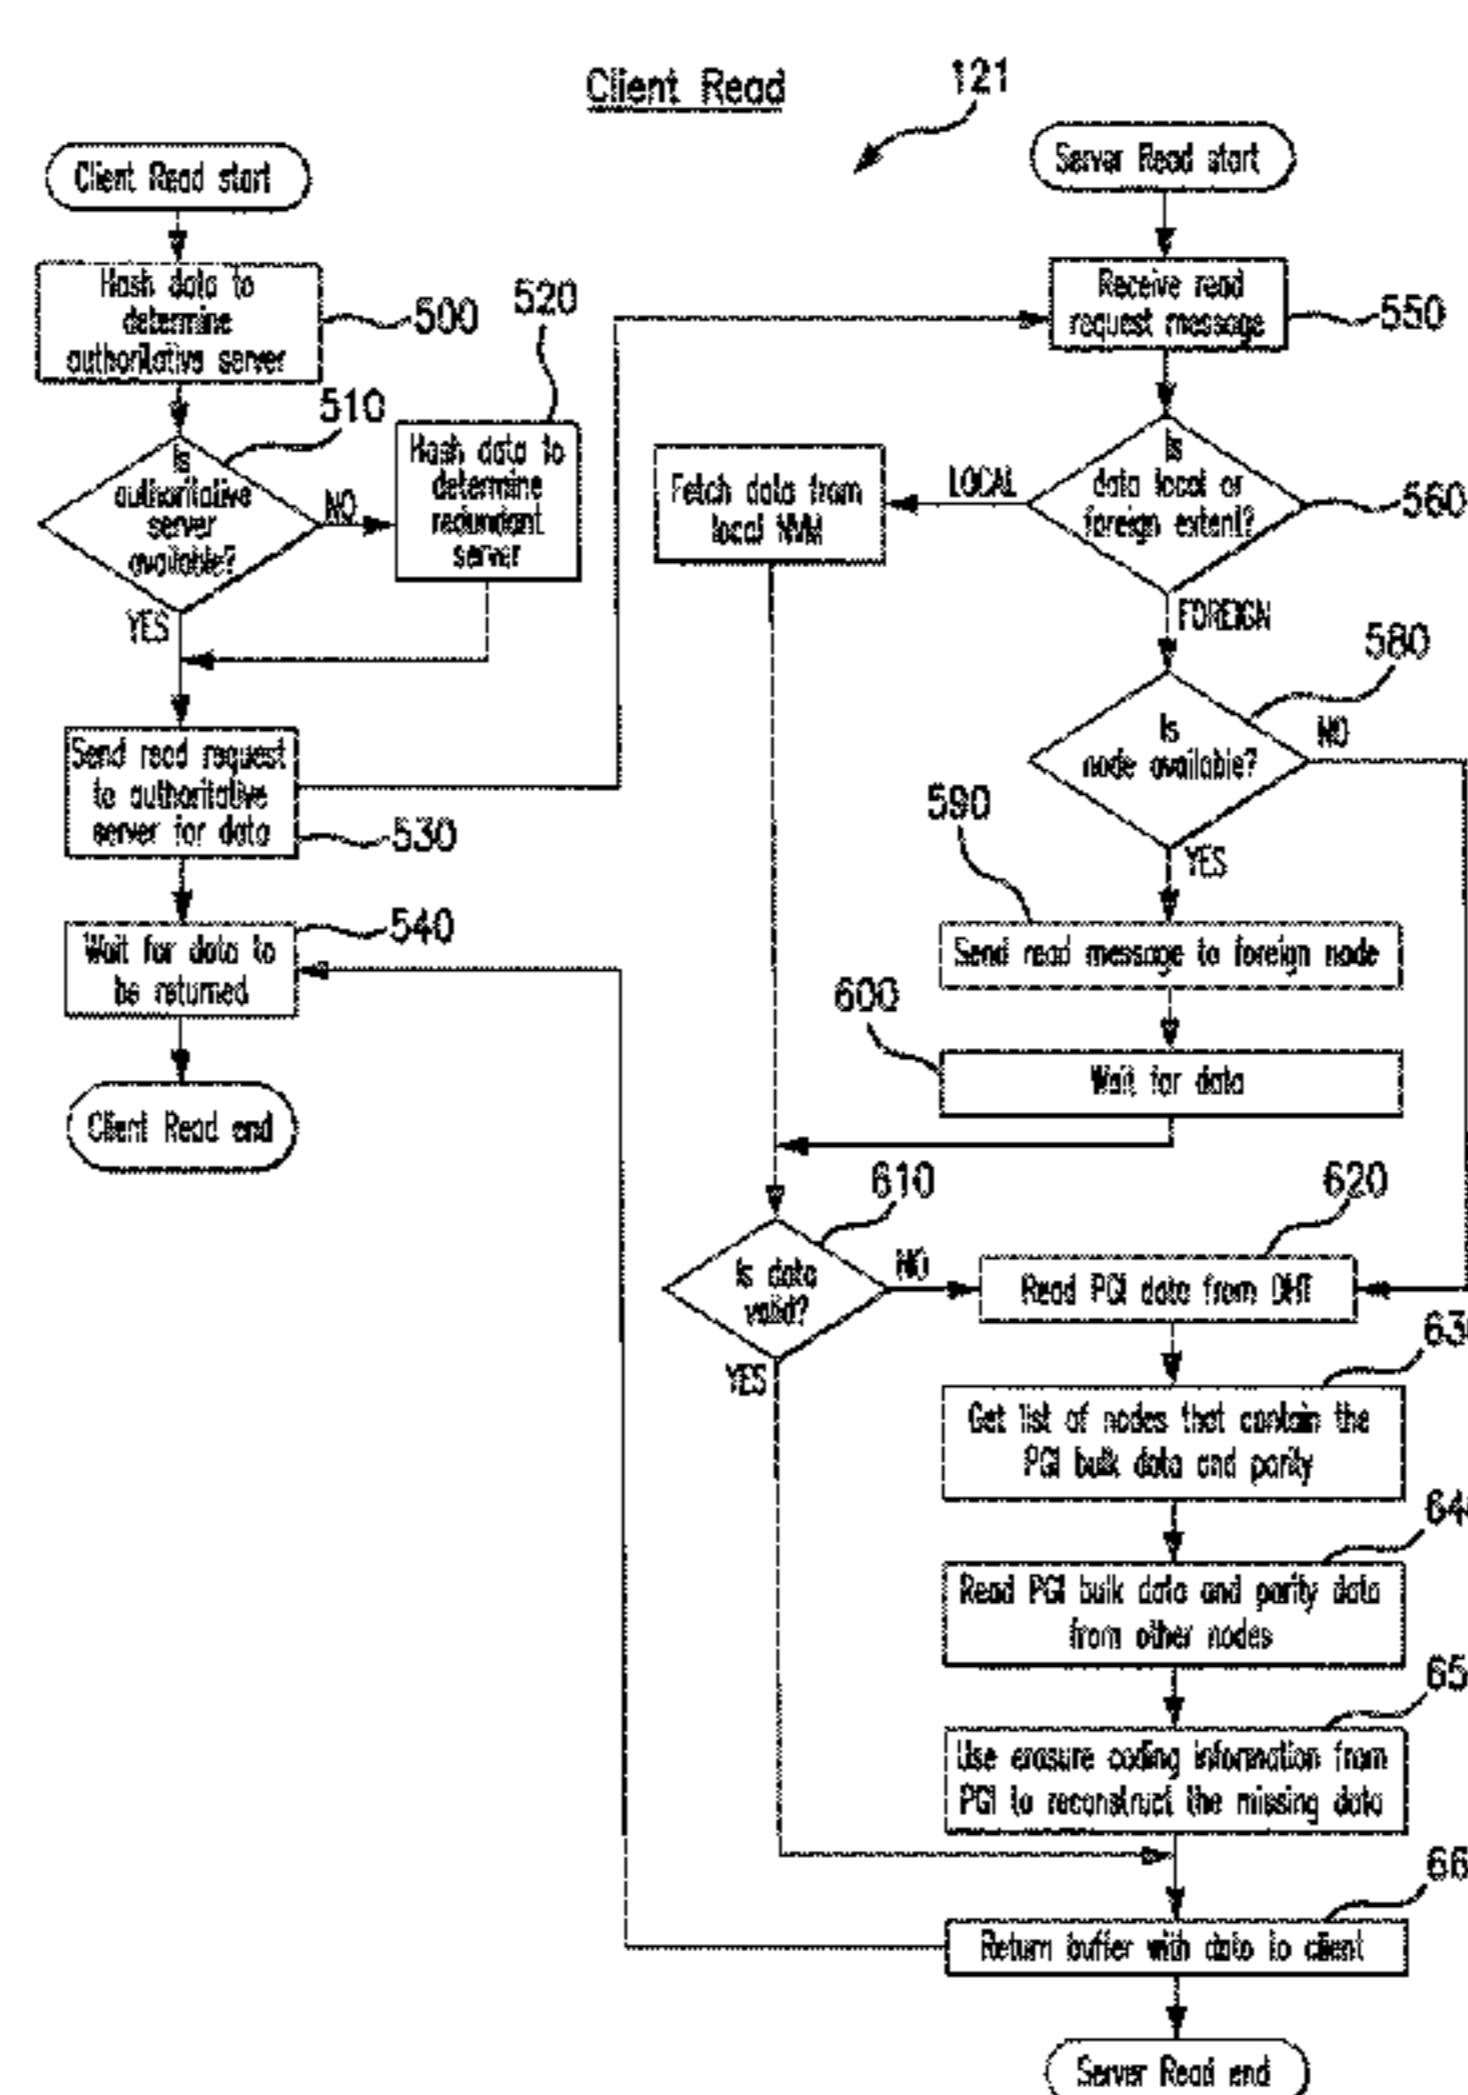 Client Read
121
Client Read start
Hash data to
determine
authoritative server
500
510
Is
authoritative
server
available?
NO
YES
520
Hash data to
determine
redundant
server
Send read request
to authoritative
server for data
530
540
Wait for data to
be returned
Client Read end
Server Read start
Receive read
request message
550
Is
data local or
foreign extent?
560
LOCAL
Fetch data from
local NVM
FOREIGN
580
Is
node available?
NO
YES
590
Send read message to foreign node
600
Wait for data
610
Is data
valid?
NO
YES
620
Read PGI data from DHT
630
Get list of nodes that contain the
PGI bulk data and parity
64
Read PGI bulk data and parity data
from other nodes
65
Use erasure coding information from
PGI to reconstruct the missing data
66
Return buffer with data to client
Server Read end